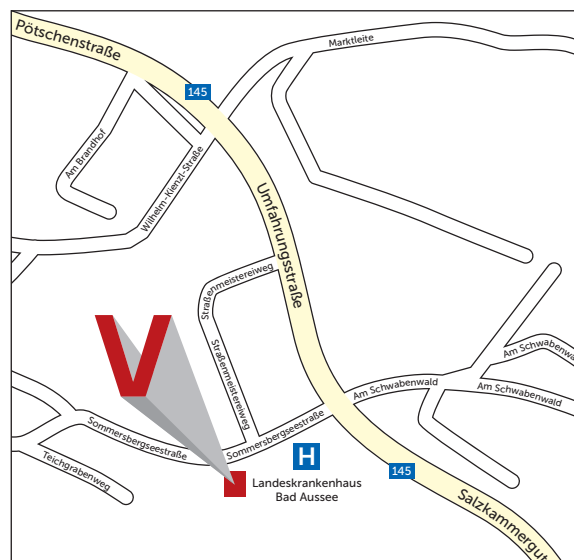 Pötschenstraße
Marktleite
145
Am Brandhof
Wilhelm-Kienzl-Straße
Umfahrungsstraße
Straßenmeistereiweg
Straßenmeistereiweg
Am Schwabenwald
Am Schwabenwald
Am Schwabenwald
Sommersbergseestraße
Sommersbergseestraße
H
Teichgrabenweg
Landeskrankenhaus
Bad Aussee
145
Salzkammergut